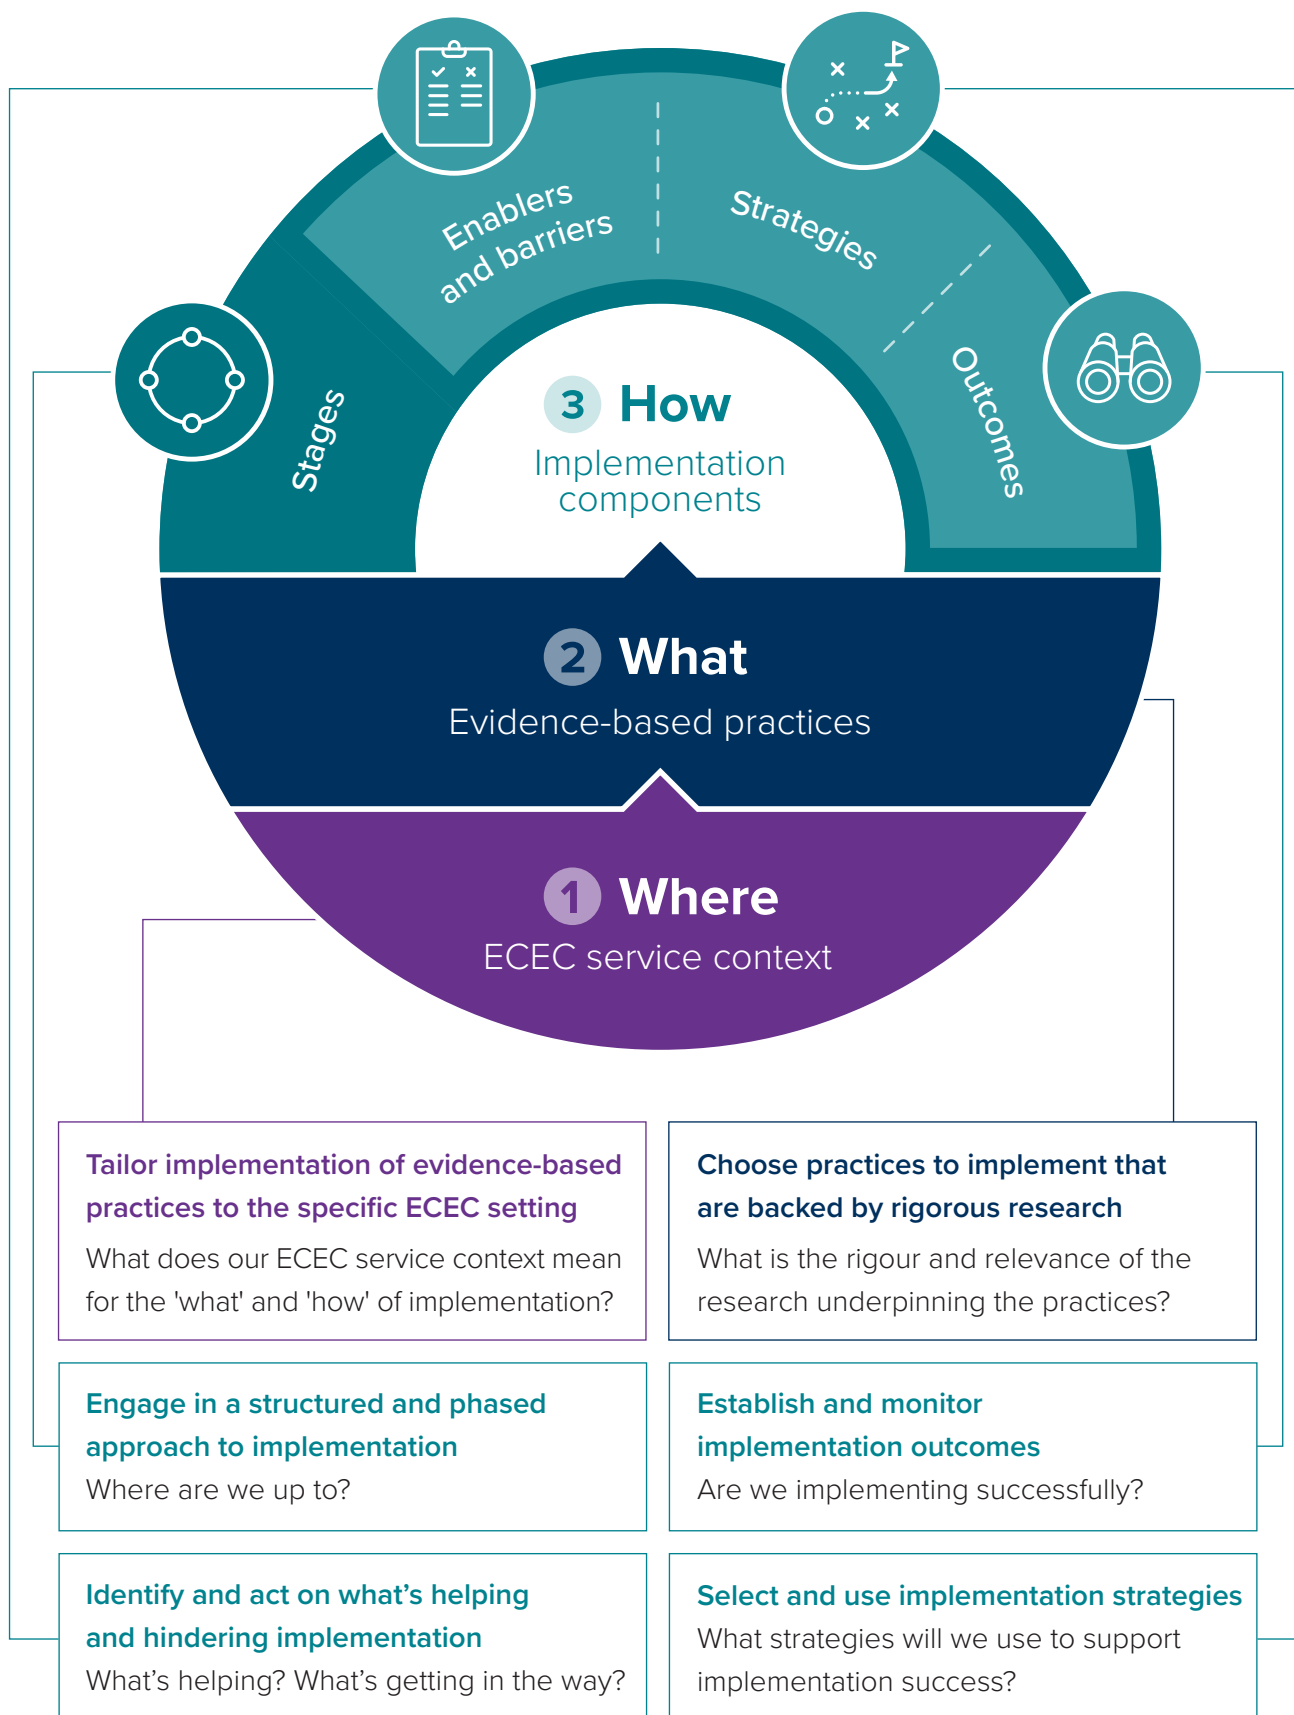 Enablers
and barriers
Strategies
Stages
Outcomes
3 How
Implementation
components
2 What
Evidence-based practices
1 Where
ECEC service context
Tailor implementation of evidence-based
practices to the specific ECEC setting
What does our ECEC service context mean
for the 'what' and 'how' of implementation?
Choose practices to implement that
are backed by rigorous research
What is the rigour and relevance of the
research underpinning the practices?
Engage in a structured and phased
approach to implementation
Where are we up to?
Establish and monitor
implementation outcomes
Are we implementing successfully?
Identify and act on what’s helping
and hindering implementation
What’s helping? What’s getting in the way?
Select and use implementation strategies
What strategies will we use to support
implementation success?